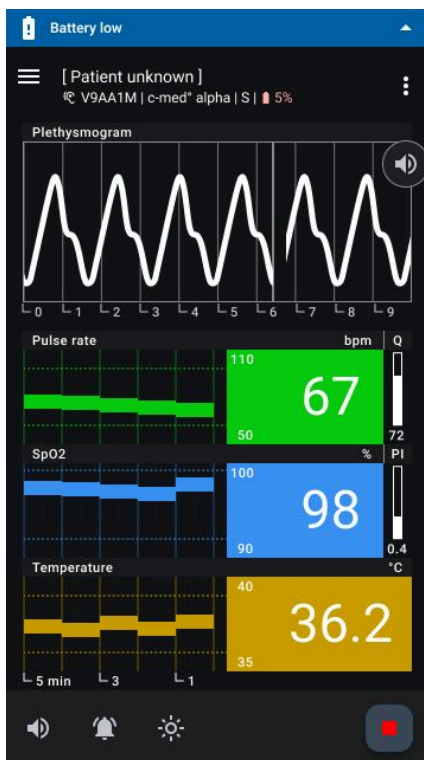 Battery low
[ Patient unknown ]
V9AA1M | c-med° alpha | S | 5%
Plethysmogram
0 1 2 3 4 5 6 7 8 9
Pulse rate bpm Q
110
67
50 72
SpO2 % PI
100
98
90 0.4
Temperature °C
40
36.2
35
5 min 3 1